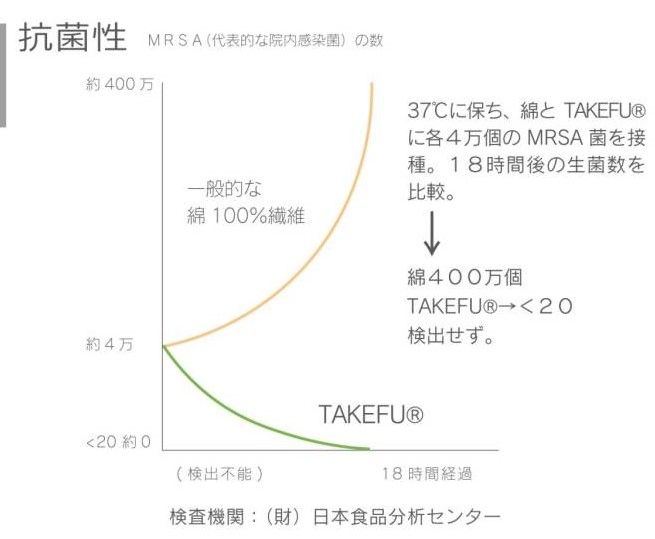 抗菌性 MRSA(代表的な院内感染菌)の数
約400万
37℃に保ち、綿と TAKEFU®
に各4万個の MRSA 菌を接
種。18時間後の生菌数を
比較。
一般的な
綿 100%繊維
綿400万個
TAKEFU®→<20
検出せず。
約4万
TAKEFU®
<20 約0
(検出不能)
18時間経過
検査機関:(財)日本食品分析センター